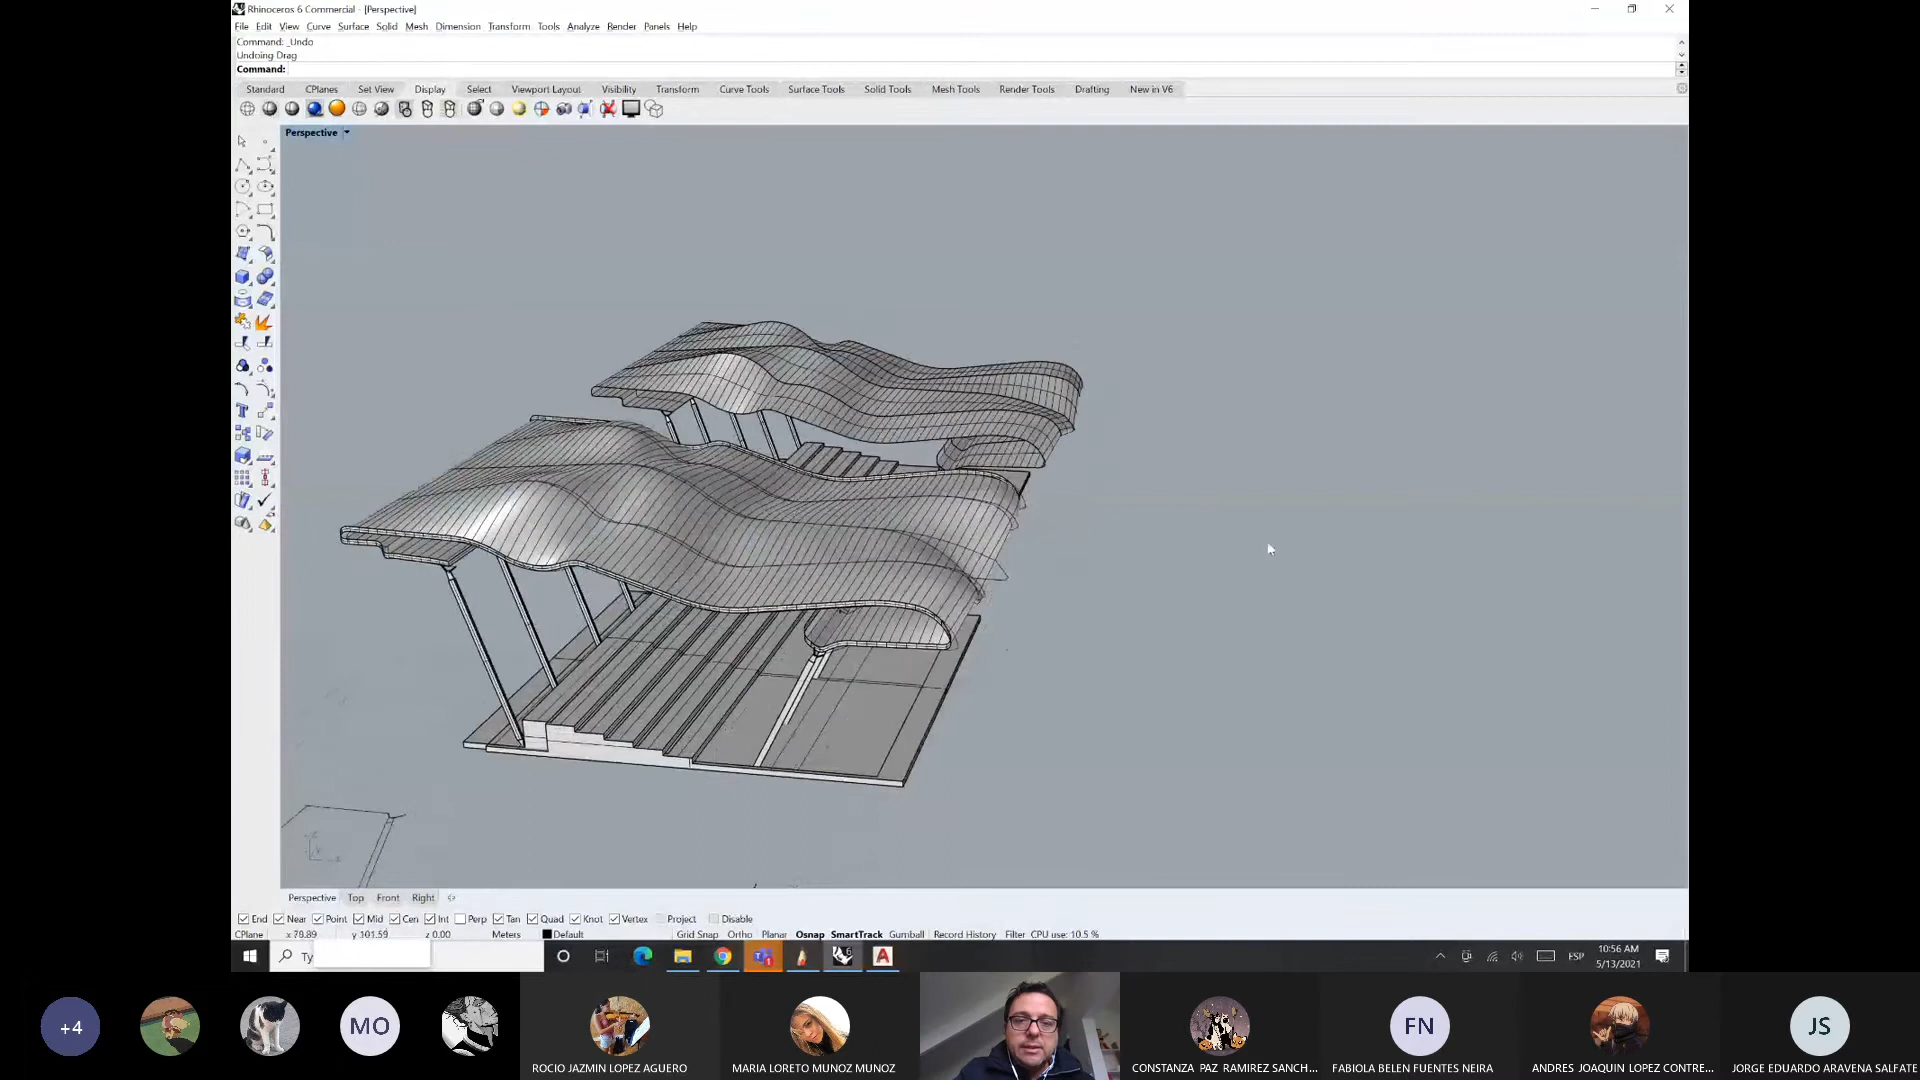 Rhinoceros 6 Commercial - [Perspective]
File Edit View Curve Surface Solid Mesh Dimension Transform Tools Analyze Render Panels Help
Command: _Undo
Undoing Drag
Command:
Standard CPlanes Set View Display Select Viewport Layout Visibility Transform Curve Tools Surface Tools Solid Tools Mesh Tools Render Tools Drafting New in V6
Perspective
Perspective Top Front Right
End Near Point Mid Cen Int Perp Tan Quad Knot Vertex Project Disable
CPlane x 78.89 y 101.59 z 0.00 Meters Default Grid Snap Ortho Planar Osnap SmartTrack Gumball Record History Filter CPU use: 10.5 %
Ty
ESP
10:56 AM
5/13/2021
+4
MO
FN
JS
ROCIO JAZMIN LOPEZ AGUERO
MARIA LORETO MUNOZ MUNOZ
CONSTANZA PAZ RAMIREZ SANCH...
FABIOLA BELEN FUENTES NEIRA
ANDRES JOAQUIN LOPEZ CONTRE...
JORGE EDUARDO ARAVENA SALFATE